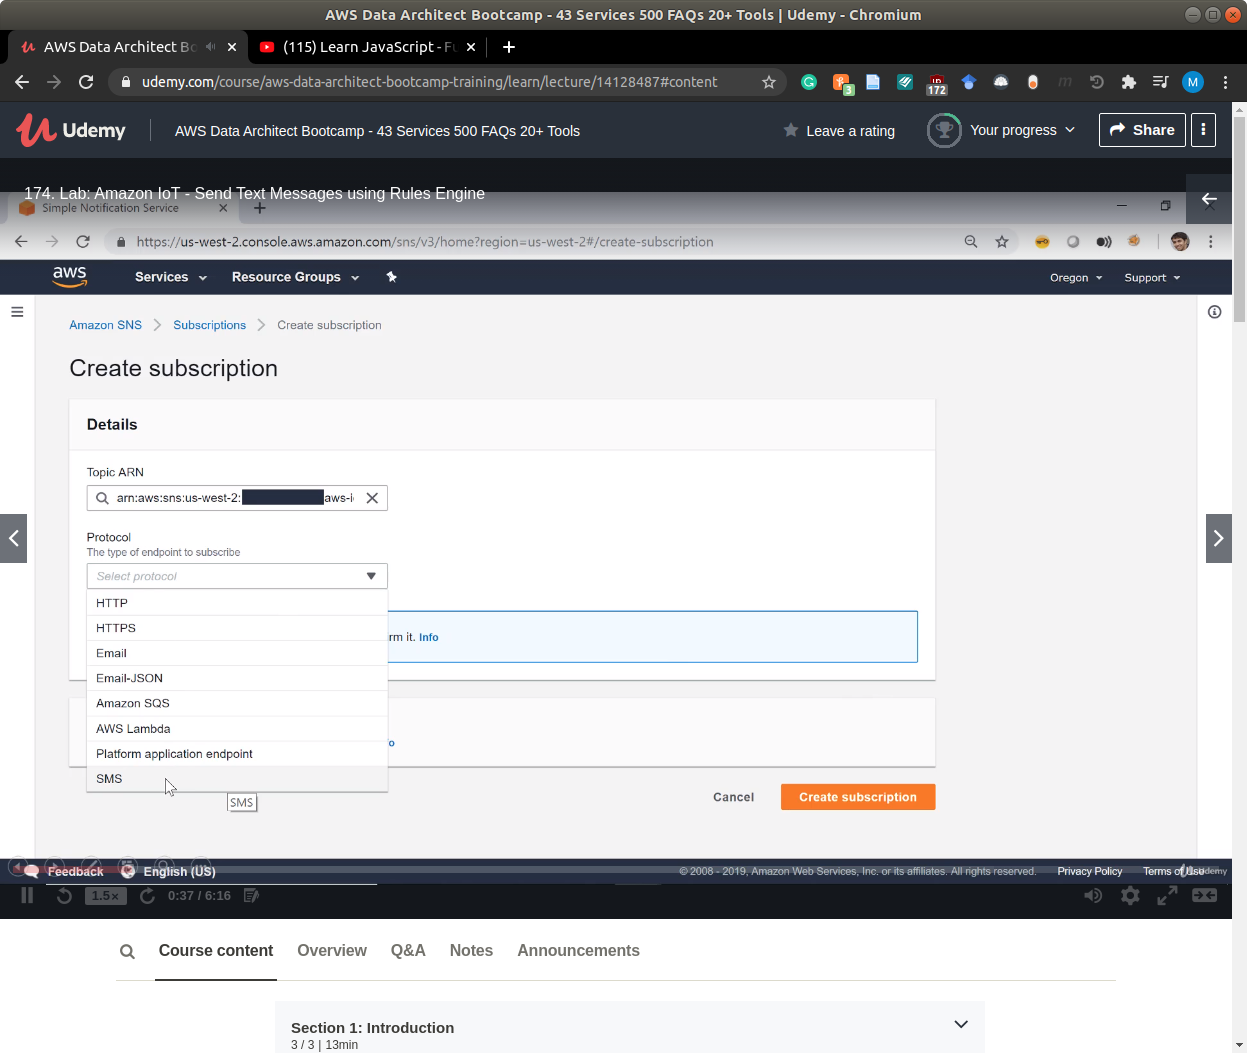 AWS Data Architect Bootcamp - 43 Services 500 FAQs 20+ Tools | Udemy - Chromium
AWS Data Architect Bo
(115) Learn JavaScript - Fu
udemy.com/course/aws-data-architect-bootcamp-training/learn/lecture/14128487#content
3
172
M
Udemy
AWS Data Architect Bootcamp - 43 Services 500 FAQs 20+ Tools
Leave a rating
Your progress
Share
174. Lab: Amazon IoT - Send Text Messages using Rules Engine
Simple Notification Service
https://us-west-2.console.aws.amazon.com/sns/v3/home?region=us-west-2#/create-subscription
aws
Services
Resource Groups
Oregon
Support
Amazon SNS
Subscriptions
Create subscription
Create subscription
Details
Topic ARN
arn:aws:sns:us-west-2:
aws-i
Protocol
The type of endpoint to subscribe
Select protocol
HTTP
HTTPS
rm it. Info
Email
Email-JSON
Amazon SQS
AWS Lambda
o
Platform application endpoint
SMS
SMS
Cancel
Create subscription
Feedback
English (US)
© 2008 - 2019, Amazon Web Services, Inc. or its affiliates. All rights reserved.
Privacy Policy
Terms of Use
Udemy
1.5x
0:37 / 6:16
Course content
Overview
Q&A
Notes
Announcements
Section 1: Introduction
3 / 3 | 13min